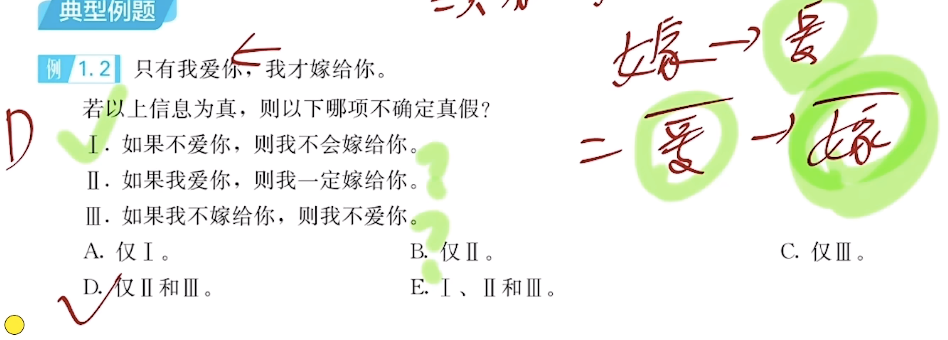 典型例题
例 1.2 只有我爱你，我才嫁给你。
嫁→爱
若以上信息为真，则以下哪项不确定真假？
D
=爱→嫁
Ⅰ. 如果不爱你，则我不会嫁给你。
Ⅱ. 如果我爱你，则我一定嫁给你。?
Ⅲ. 如果我不嫁给你，则我不爱你。?
A. 仅Ⅰ。 B. 仅Ⅱ。 C. 仅Ⅲ。
D. 仅Ⅱ和Ⅲ。 E. Ⅰ、Ⅱ和Ⅲ。